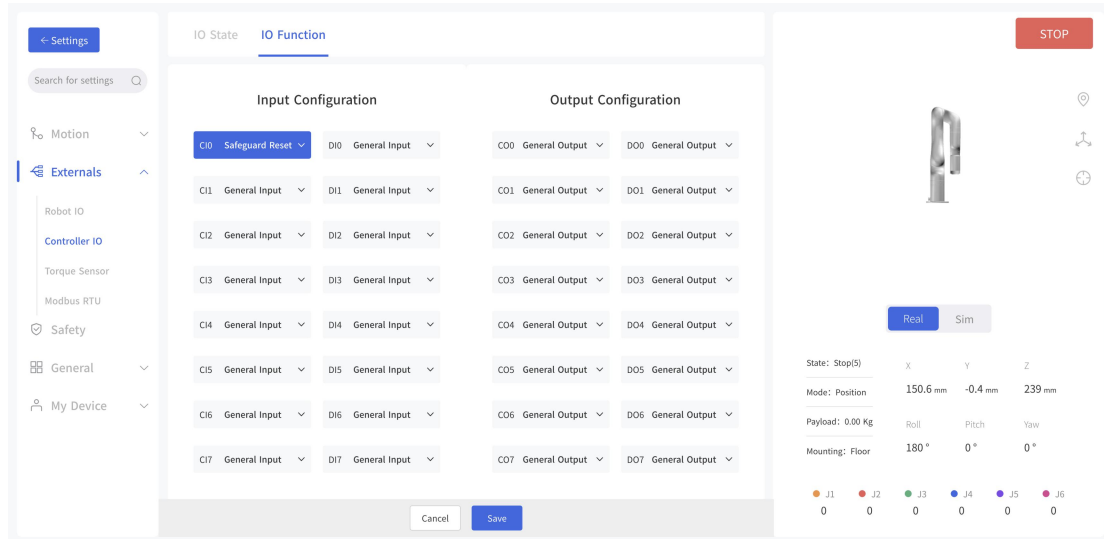 ← Settings
Search for settings
Motion
Externals
Robot IO
Controller IO
Torque Sensor
Modbus RTU
Safety
General
My Device
IO State IO Function
Input Configuration
CI0 Safeguard Reset DI0 General Input
CI1 General Input DI1 General Input
CI2 General Input DI2 General Input
CI3 General Input DI3 General Input
CI4 General Input DI4 General Input
CI5 General Input DI5 General Input
CI6 General Input DI6 General Input
CI7 General Input DI7 General Input
Output Configuration
CO0 General Output DO0 General Output
CO1 General Output DO1 General Output
CO2 General Output DO2 General Output
CO3 General Output DO3 General Output
CO4 General Output DO4 General Output
CO5 General Output DO5 General Output
CO6 General Output DO6 General Output
CO7 General Output DO7 General Output
Cancel Save
STOP
Real Sim
State: Stop(5)
Mode: Position
Payload: 0.00 Kg
Mounting: Floor
X Y Z
150.6 mm -0.4 mm 239 mm
Roll Pitch Yaw
180 ° 0 ° 0 °
J1 J2 J3 J4 J5 J6
0 0 0 0 0 0